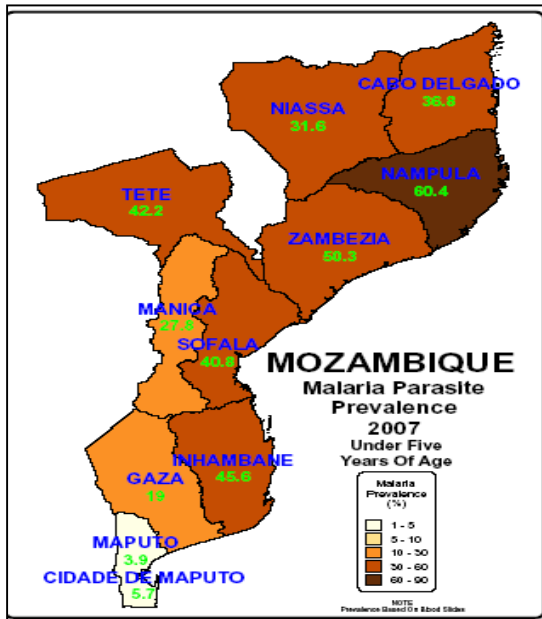 CABO DELGADO
36.8
NIASSA
31.6
NAMPULA
60.4
TETE
42.2
ZAMBEZIA
50.3
MANICA
27.8
SOFALA
40.8
MOZAMBIQUE
Malaria Parasite
Prevalence
2007
Under Five
Years Of Age
INHAMBANE
45.6
GAZA
19
MAPUTO
3.9
CIDADE DE MAPUTO
5.7
Malaria
Prevalence
(%)
1 - 5
5 - 10
10 - 30
30 - 60
60 - 90
NOTE
Prevalence Based On Blood Slides